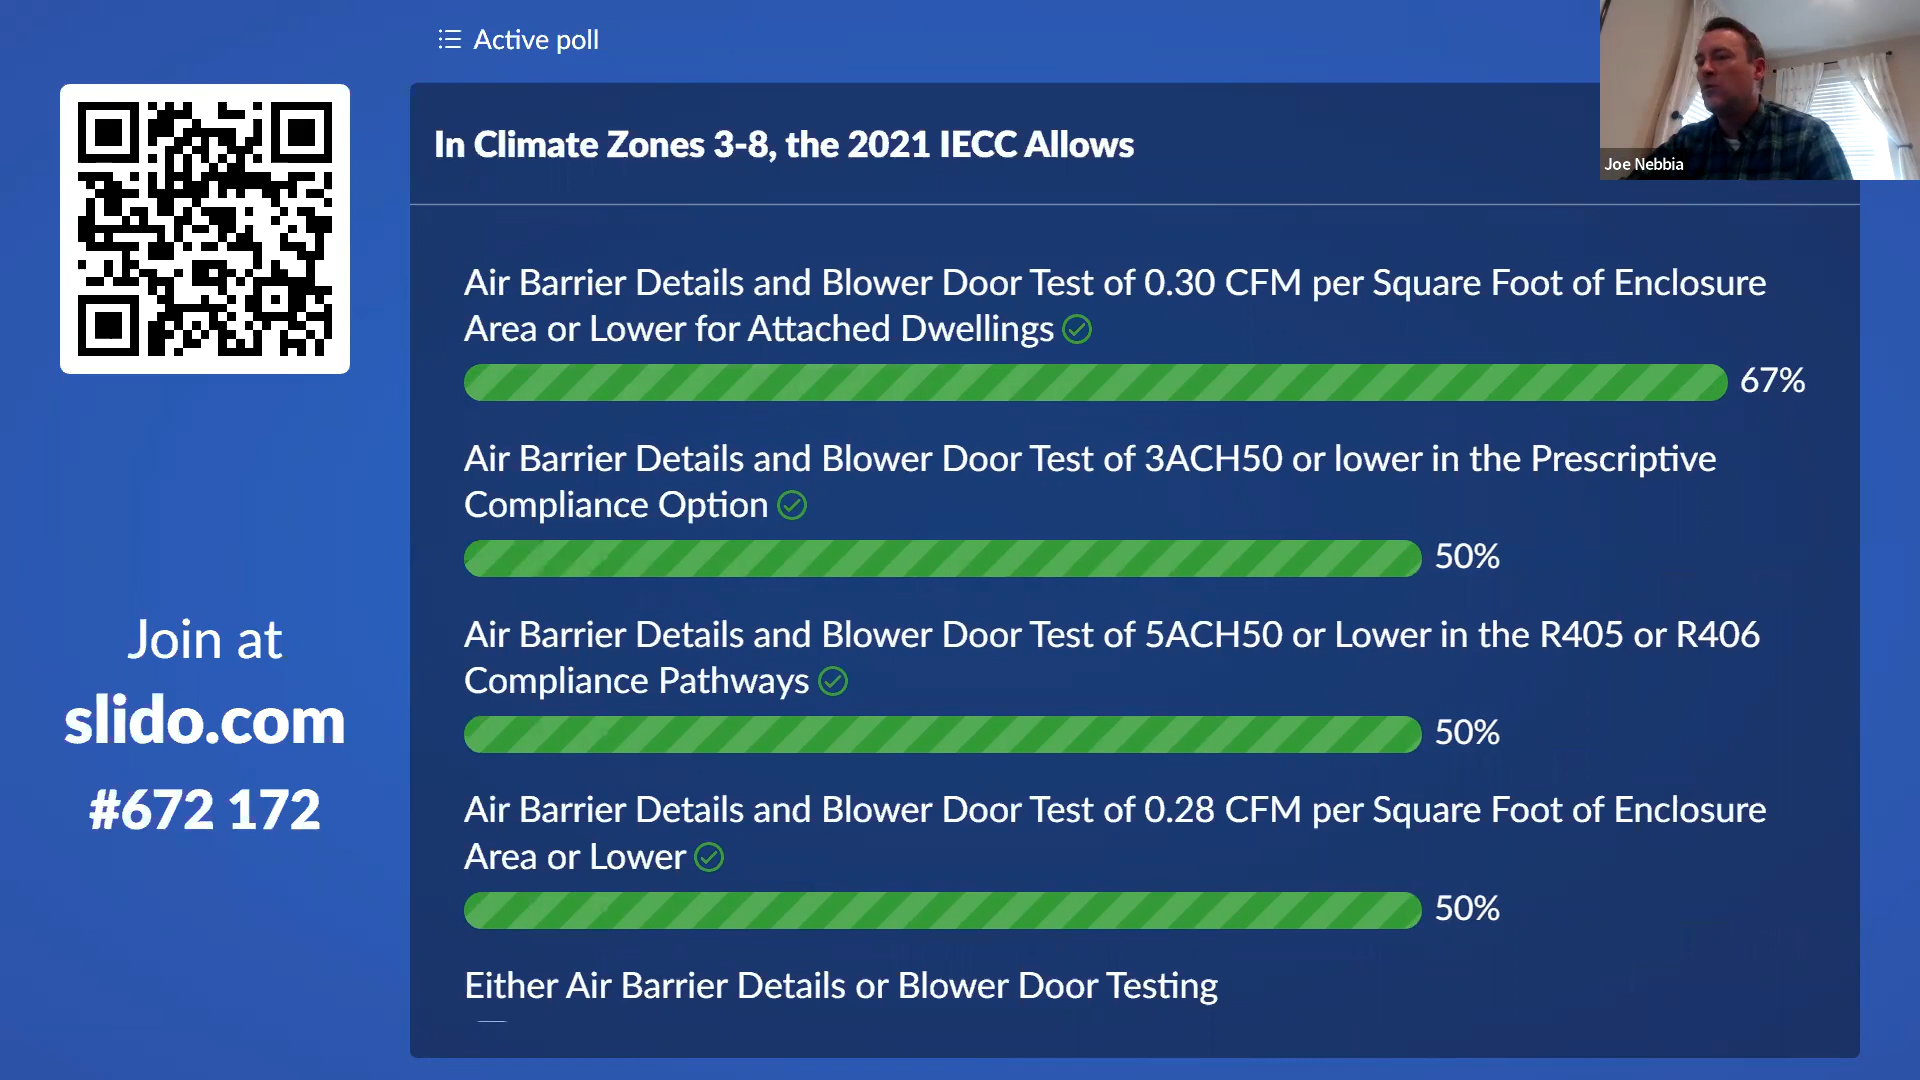 Active poll
Joe Nebbia
In Climate Zones 3-8, the 2021 IECC Allows
Air Barrier Details and Blower Door Test of 0.30 CFM per Square Foot of Enclosure
Area or Lower for Attached Dwellings
67%
Air Barrier Details and Blower Door Test of 3ACH50 or lower in the Prescriptive
Compliance Option
50%
Air Barrier Details and Blower Door Test of 5ACH50 or Lower in the R405 or R406
Compliance Pathways
50%
Air Barrier Details and Blower Door Test of 0.28 CFM per Square Foot of Enclosure
Area or Lower
50%
Either Air Barrier Details or Blower Door Testing
Join at
slido.com
#672 172